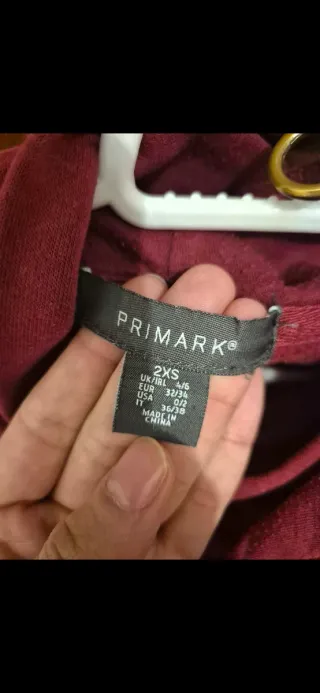 PRIMARK®
2XS
UK/IRL 4/6
EUR 32/34
USA 0/2
IT 36/38
MADE IN
CHINA